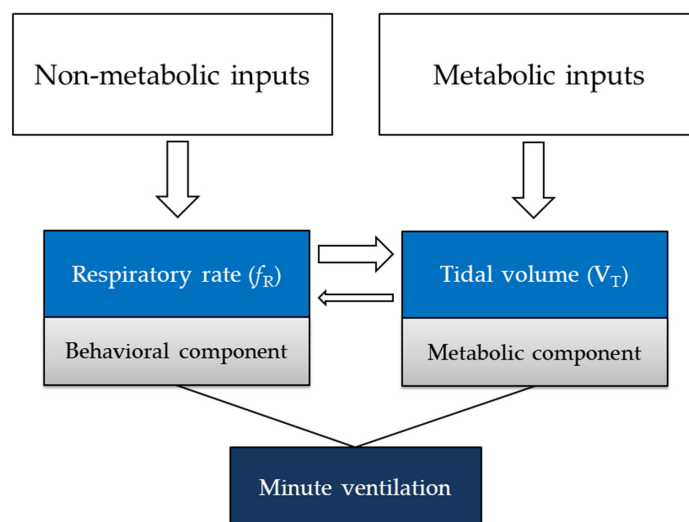 Non-metabolic inputs
Metabolic inputs
Respiratory rate (fR)
Tidal volume (VT)
Behavioral component
Metabolic component
Minute ventilation